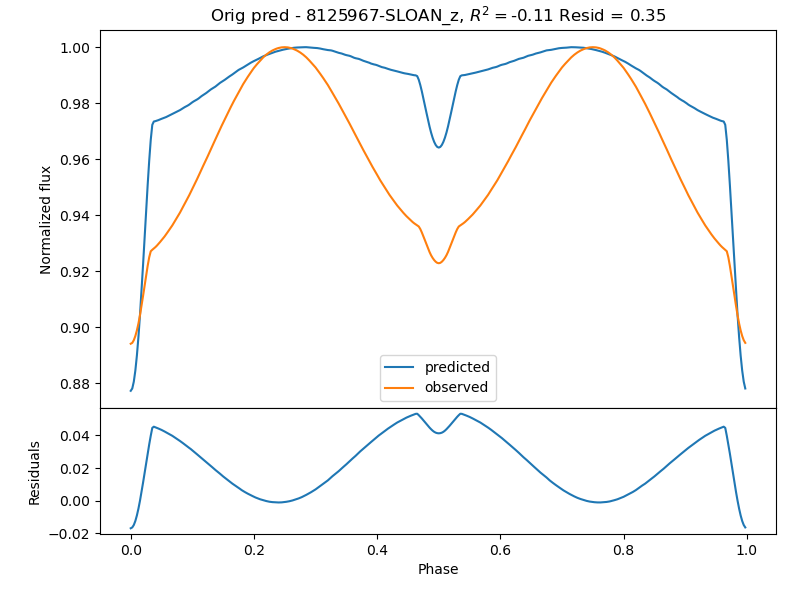 Orig pred - 8125967-SLOAN_z, R² = -0.11 Resid = 0.35
1.00
0.98
0.96
0.94
0.92
0.90
0.88
Normalized flux
predicted
observed
0.04
0.02
0.00
−0.02
Residuals
0.0 0.2 0.4 0.6 0.8 1.0
Phase